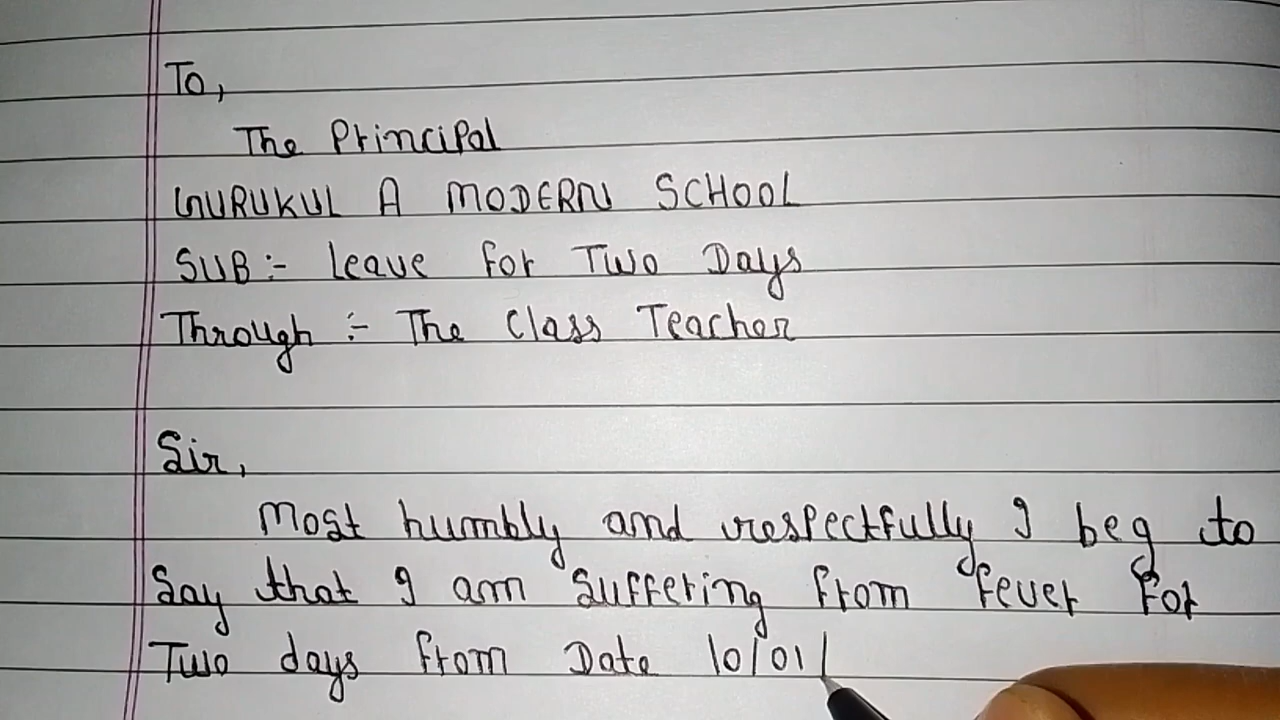 To,
The Principal
GURUKUL A MODERN SCHOOL
SUB:- Leave for Two Days
Through :- The Class Teacher
Sir,
Most humbly and respectfully I beg to
Say that I am Suffering from fever For
Two days from Date 10/01/